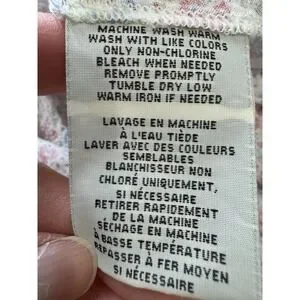 MACHINE WASH WARM
WASH WITH LIKE COLORS
ONLY NON-CHLORINE
BLEACH WHEN NEEDED
REMOVE PROMPTLY
TUMBLE DRY LOW
WARM IRON IF NEEDED
LAVAGE EN MACHINE
À L'EAU TIÈDE
LAVER AVEC DES COULEURS
SEMBLABLES
BLANCHISSEUR NON
CHLORÉ UNIQUEMENT,
SI NÉCESSAIRE
RETIRER RAPIDEMENT
DE LA MACHINE
SÉCHAGE EN MACHINE
À BASSE TEMPÉRATURE
REPASSER À FER MOYEN
SI NÉCESSAIRE